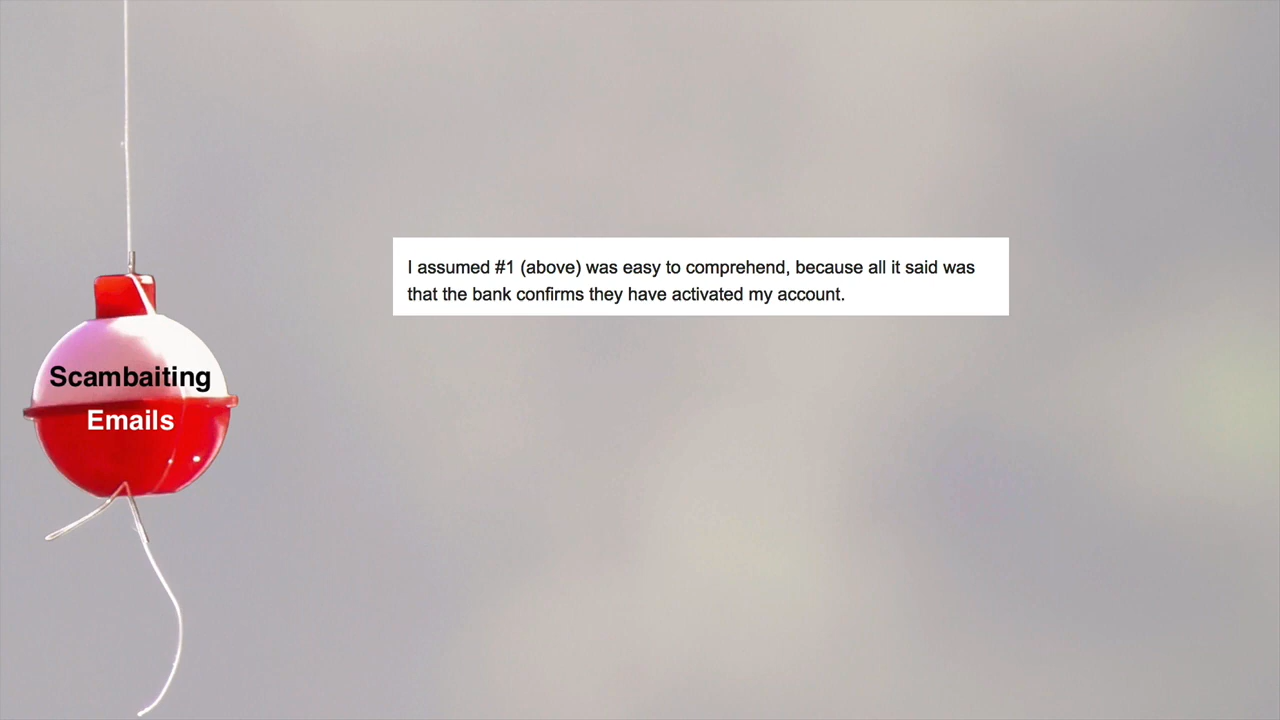 Scambaiting
Emails
I assumed #1 (above) was easy to comprehend, because all it said was
that the bank confirms they have activated my account.